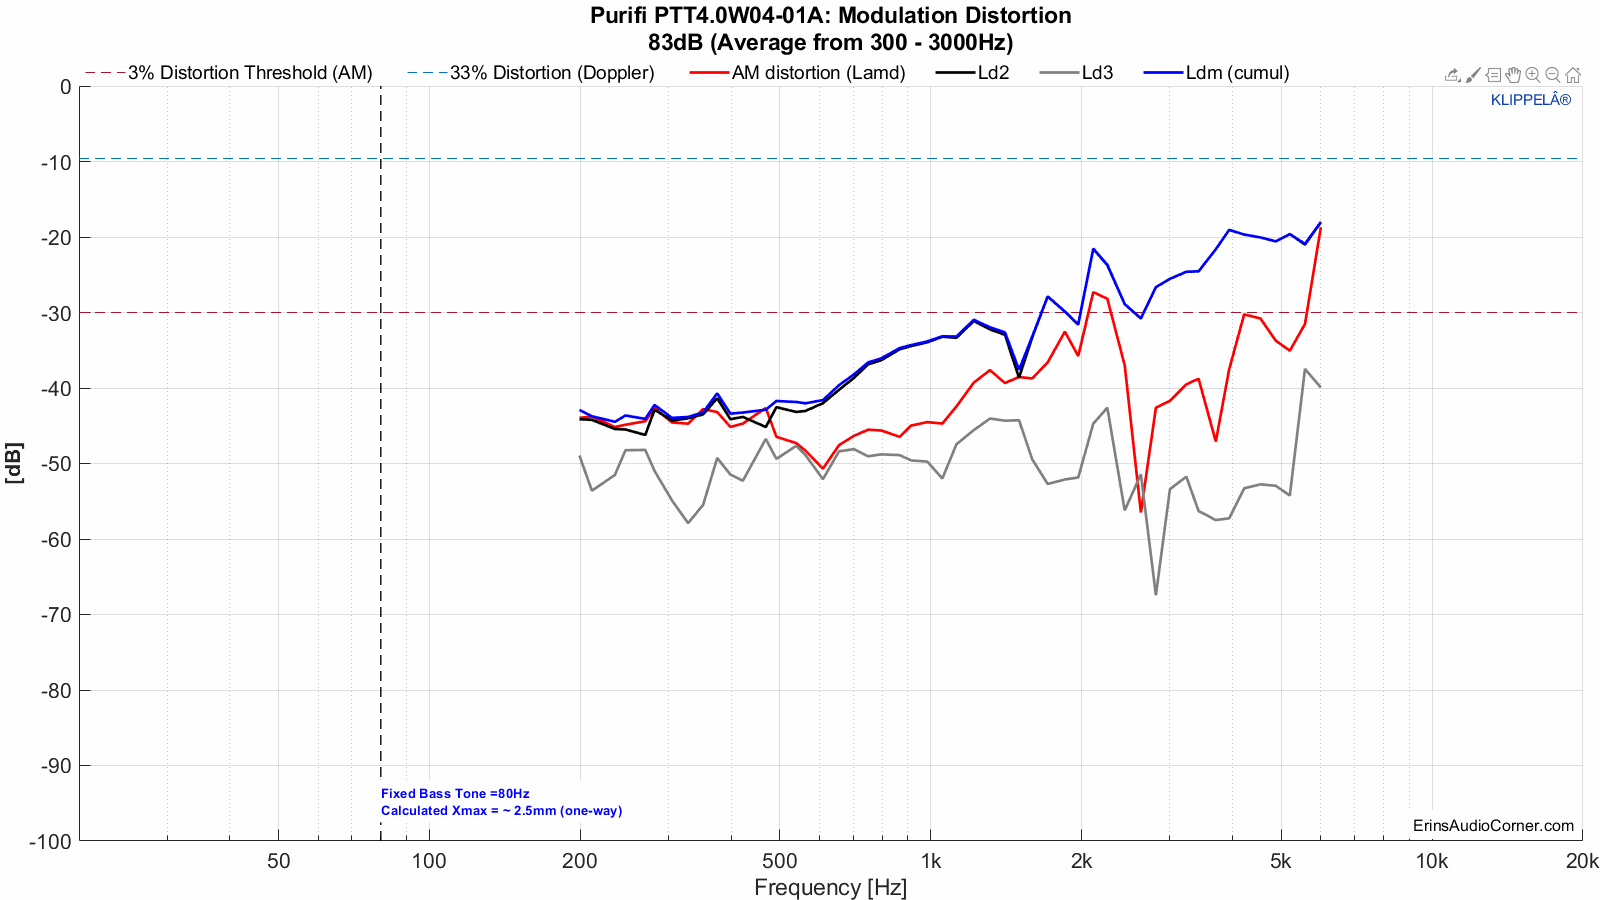 Purifi PTT4.0W04-01A: Modulation Distortion
83dB (Average from 300 - 3000Hz)
3% Distortion Threshold (AM)
33% Distortion (Doppler)
AM distortion (Lamd)
Ld2
Ld3
Ldm (cumul)
KLIPPELÂ®
0
-10
-20
-30
-40
-50
-60
-70
-80
-90
-100
[dB]
Fixed Bass Tone =80Hz
Calculated Xmax = ~ 2.5mm (one-way)
ErinsAudioCorner.com
50
100
200
500
1k
2k
5k
10k
20k
Frequency [Hz]